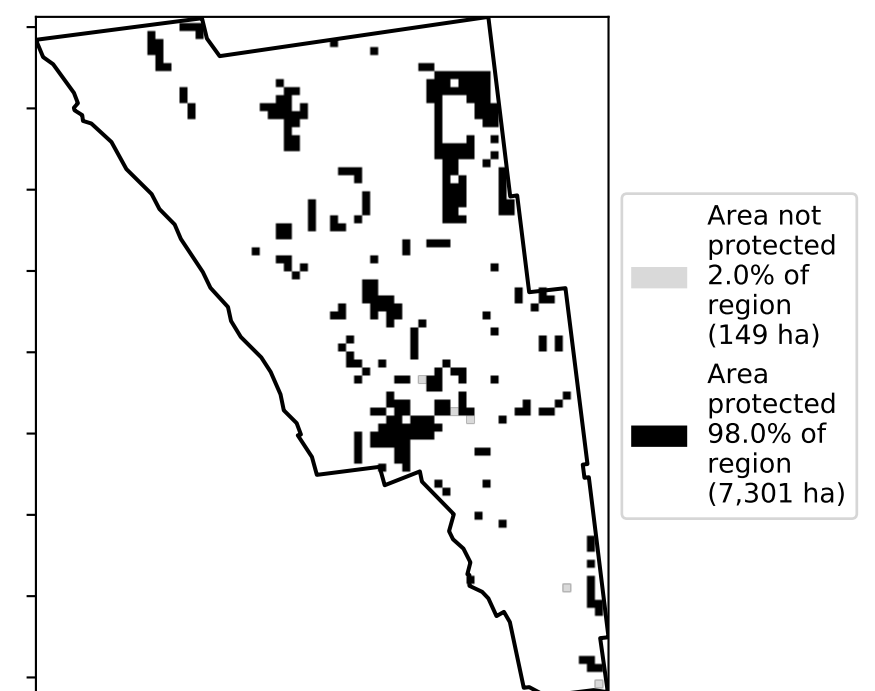 Area not
protected
2.0% of
region
(149 ha)
Area
protected
98.0% of
region
(7,301 ha)